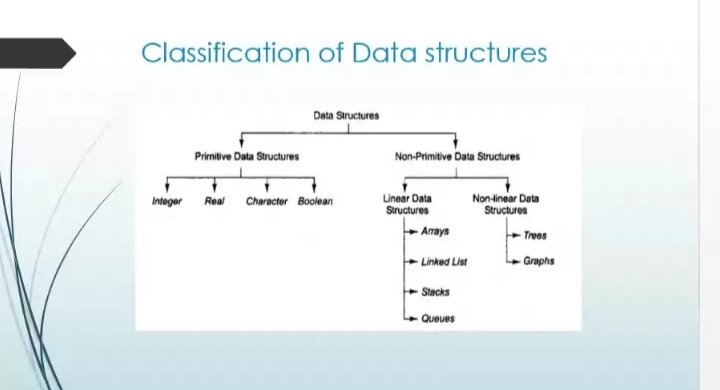 Classification of Data structures
Data Structures
Primitive Data Structures
Non-Primitive Data Structures
Integer
Real
Character
Boolean
Linear Data
Structures
Non-linear Data
Structures
Arrays
Trees
Linked List
Graphs
Stacks
Queues